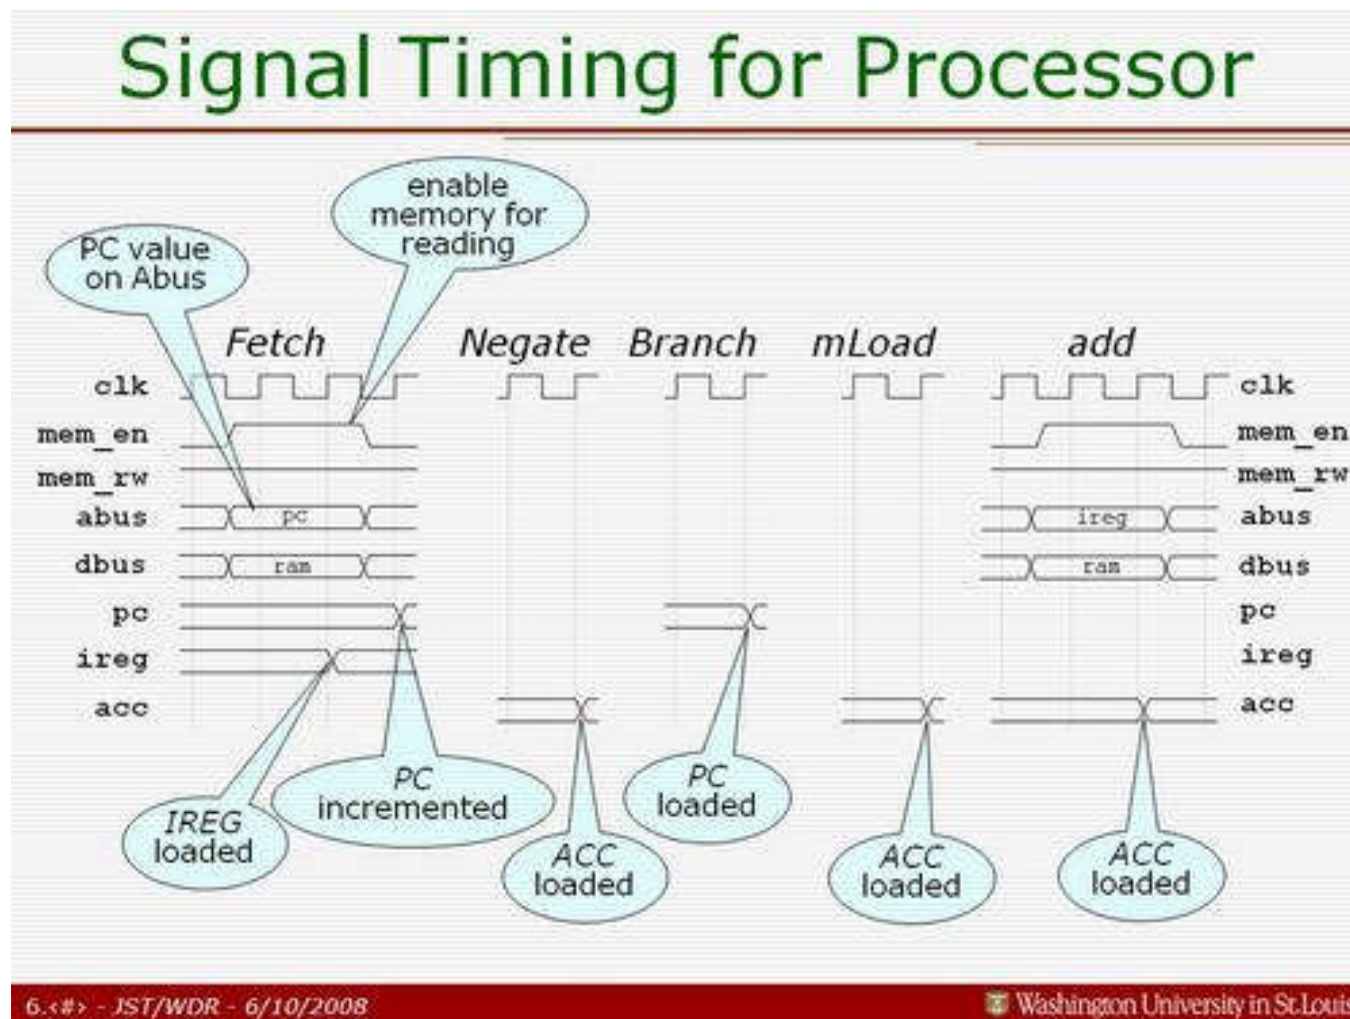 Signal Timing for Processor
enable
memory for
reading
PC value
on Abus
Fetch
Negate
Branch
mLoad
add
clk
clk
mem_en
mem_en
mem_rw
mem_rw
abus
pc
ireg
abus
dbus
ram
ram
dbus
pc
pc
ireg
ireg
acc
acc
PC
incremented
PC
loaded
IREG
loaded
ACC
loaded
ACC
loaded
ACC
loaded
6.<#> - JST/WDR - 6/10/2008
Washington University in St.Louis